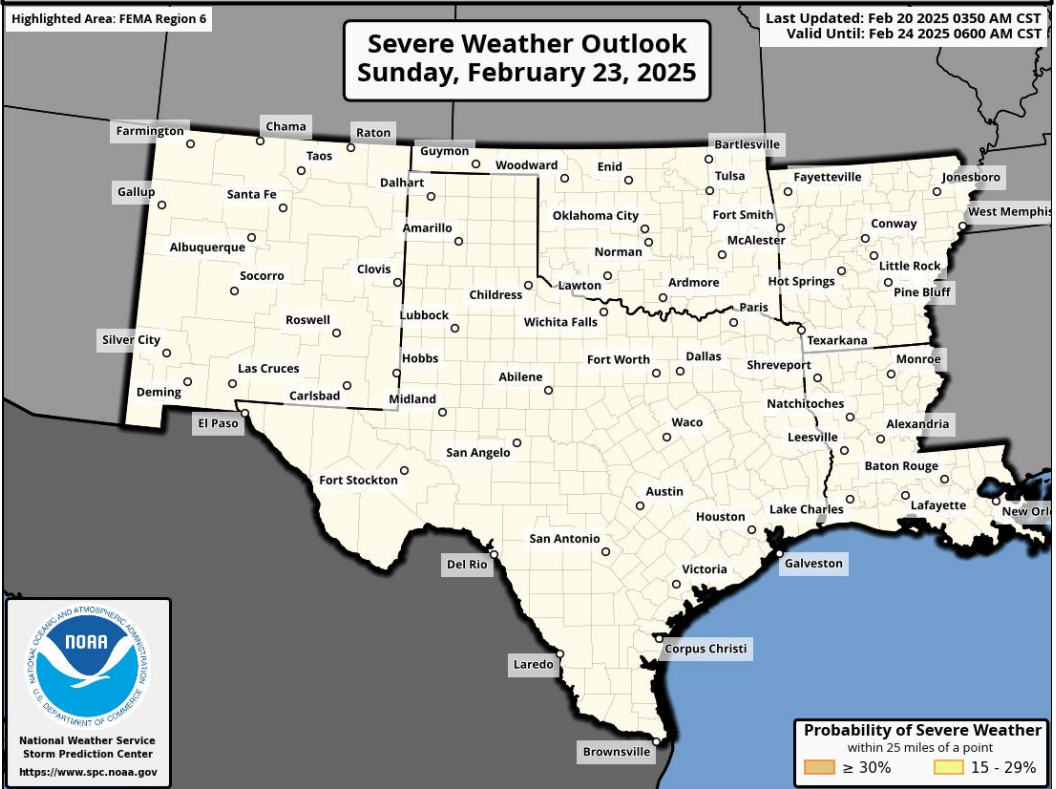 Highlighted Area: FEMA Region 6
Last Updated: Feb 20 2025 0350 AM CST
Valid Until: Feb 24 2025 0600 AM CST
Severe Weather Outlook
Sunday, February 23, 2025
Farmington
Chama
Raton
Taos
Guymon
Woodward
Enid
Bartlesville
Tulsa
Fayetteville
Jonesboro
Gallup
Santa Fe
Dalhart
Oklahoma City
Fort Smith
West Memphis
Amarillo
Conway
Albuquerque
Norman
McAlester
Socorro
Clovis
Little Rock
Childress
Lawton
Ardmore
Hot Springs
Pine Bluff
Roswell
Lubbock
Wichita Falls
Paris
Silver City
Texarkana
Hobbs
Fort Worth
Dallas
Shreveport
Monroe
Las Cruces
Abilene
Deming
Carlsbad
Midland
Natchitoches
El Paso
Waco
Alexandria
Leesville
San Angelo
Baton Rouge
Fort Stockton
Austin
Lake Charles
Lafayette
New Orl
Houston
San Antonio
Del Rio
Galveston
Victoria
Corpus Christi
Laredo
Brownsville
NATIONAL OCEANIC AND ATMOSPHERIC ADMINISTRATION
NOAA
U.S. DEPARTMENT OF COMMERCE
National Weather Service
Storm Prediction Center
https://www.spc.noaa.gov
Probability of Severe Weather
within 25 miles of a point
≥ 30%
15 - 29%